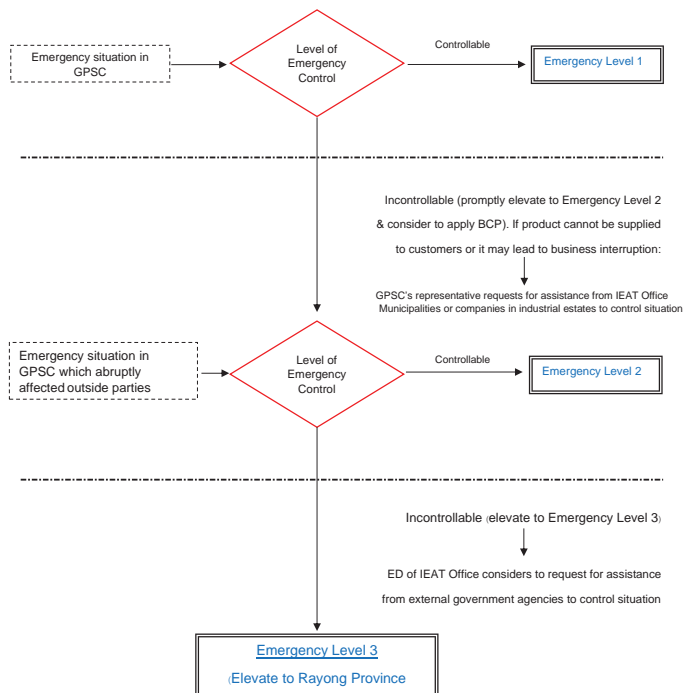 Emergency situation in
GPSC
Level of
Emergency
Control
Controllable
Emergency Level 1
Incontrollable (promptly elevate to Emergency Level 2
& consider to apply BCP). If product cannot be supplied
to customers or it may lead to business interruption:
GPSC's representative requests for assistance from IEAT Office
Municipalities or companies in industrial estates to control situation
Emergency situation in
GPSC which abruptly
affected outside parties
Level of
Emergency
Control
Controllable
Emergency Level 2
Incontrollable (elevate to Emergency Level 3)
ED of IEAT Office considers to request for assistance
from external government agencies to control situation
Emergency Level 3
(Elevate to Rayong Province